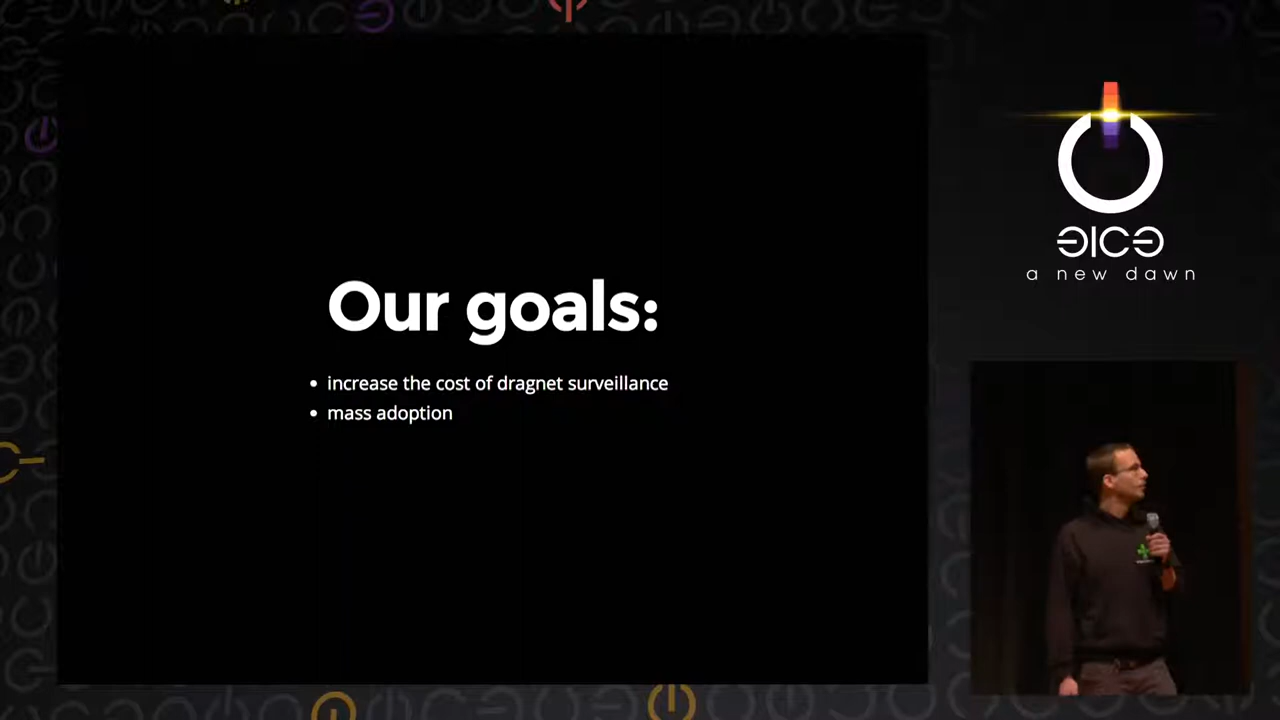 Our goals:
increase the cost of dragnet surveillance
mass adoption
a new dawn